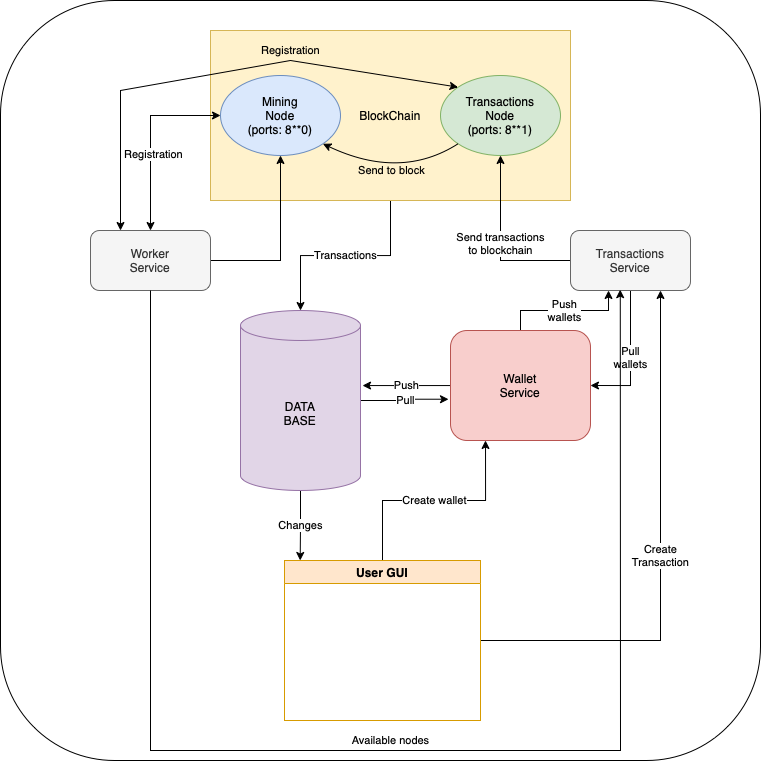 Registration
Mining
Node
(ports: 8**0)
BlockChain
Transactions
Node
(ports: 8**1)
Registration
Send to block
Worker
Service
Transactions
Send transactions
to blockchain
Transactions
Service
Push
wallets
Pull
wallets
Wallet
Service
Push
Pull
DATA
BASE
Create wallet
Changes
Create
Transaction
User GUI
Available nodes